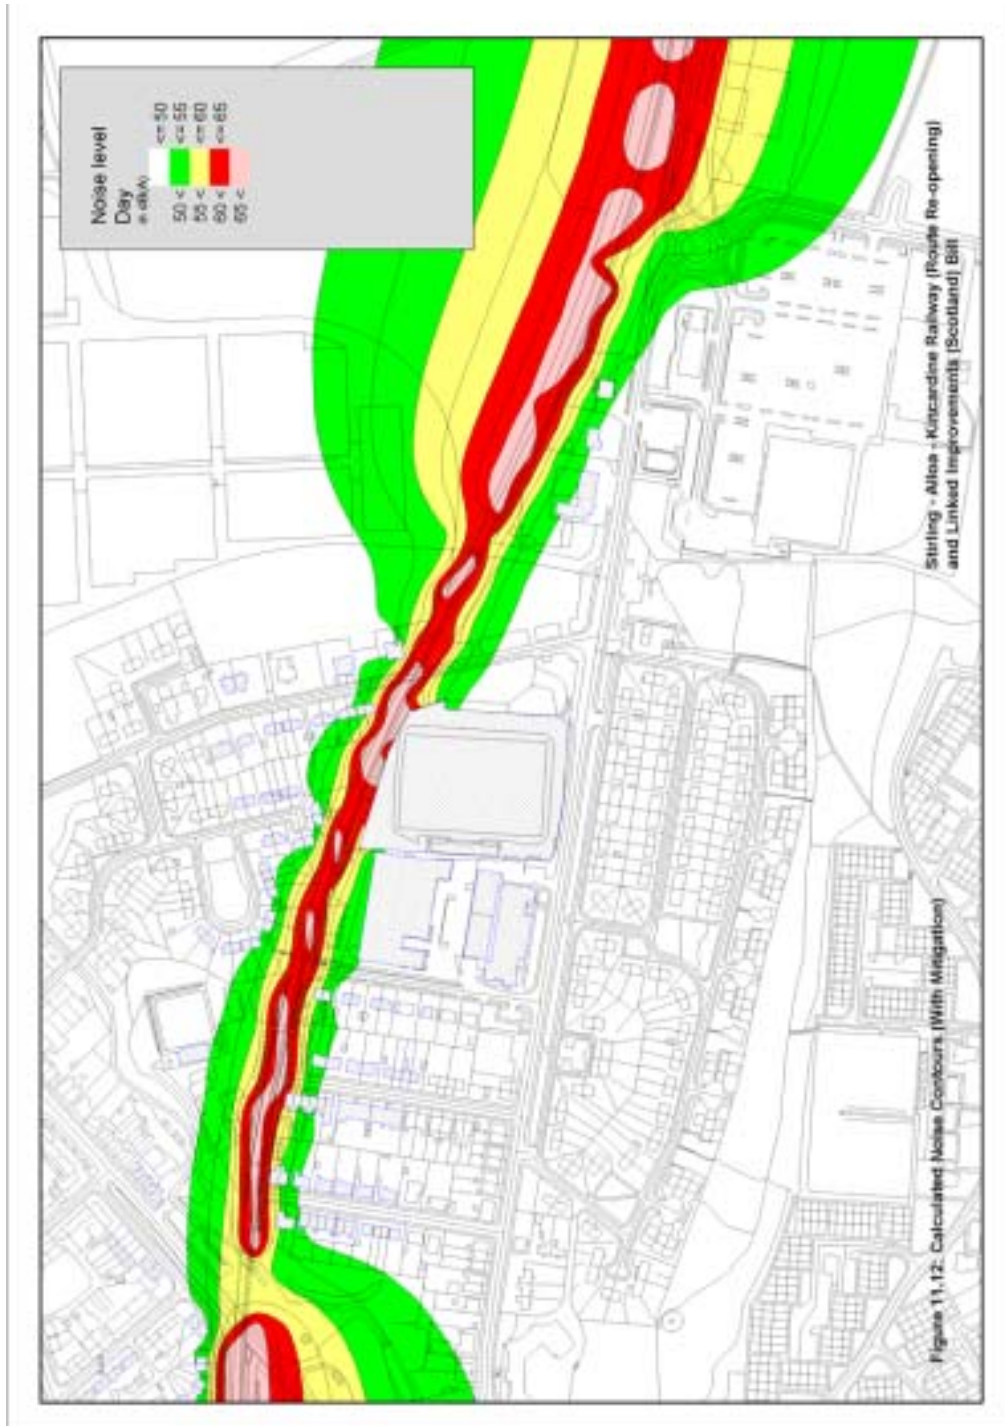 Noise level
Day
in dB(A)
<= 50
50 < <= 55
55 < <= 60
60 < <= 65
65 <
Stirling - Alloa - Kincardine Railway (Route Re-opening)
and Linked Improvements (Scotland) Bill
Figure 11.12: Calculated Noise Contours (With Mitigation)